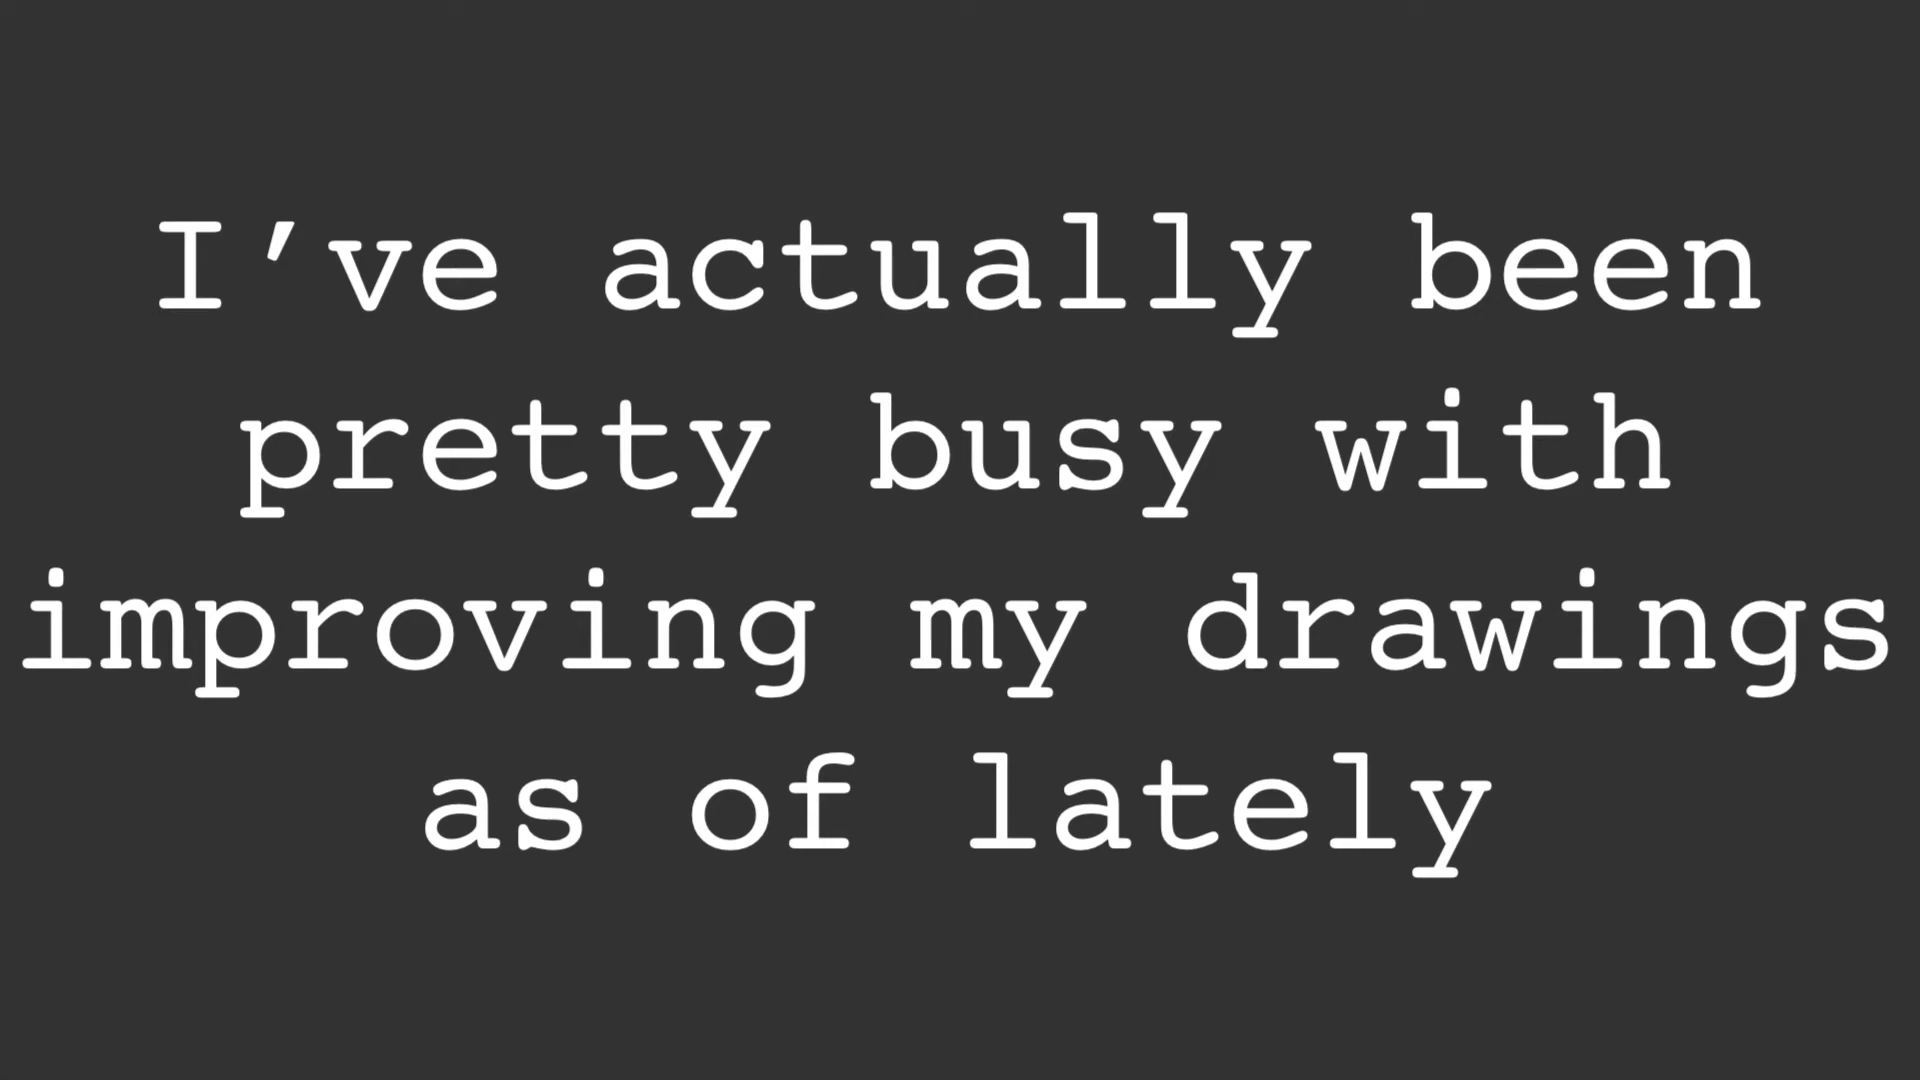 I’ve actually been
pretty busy with
improving my drawings
as of lately